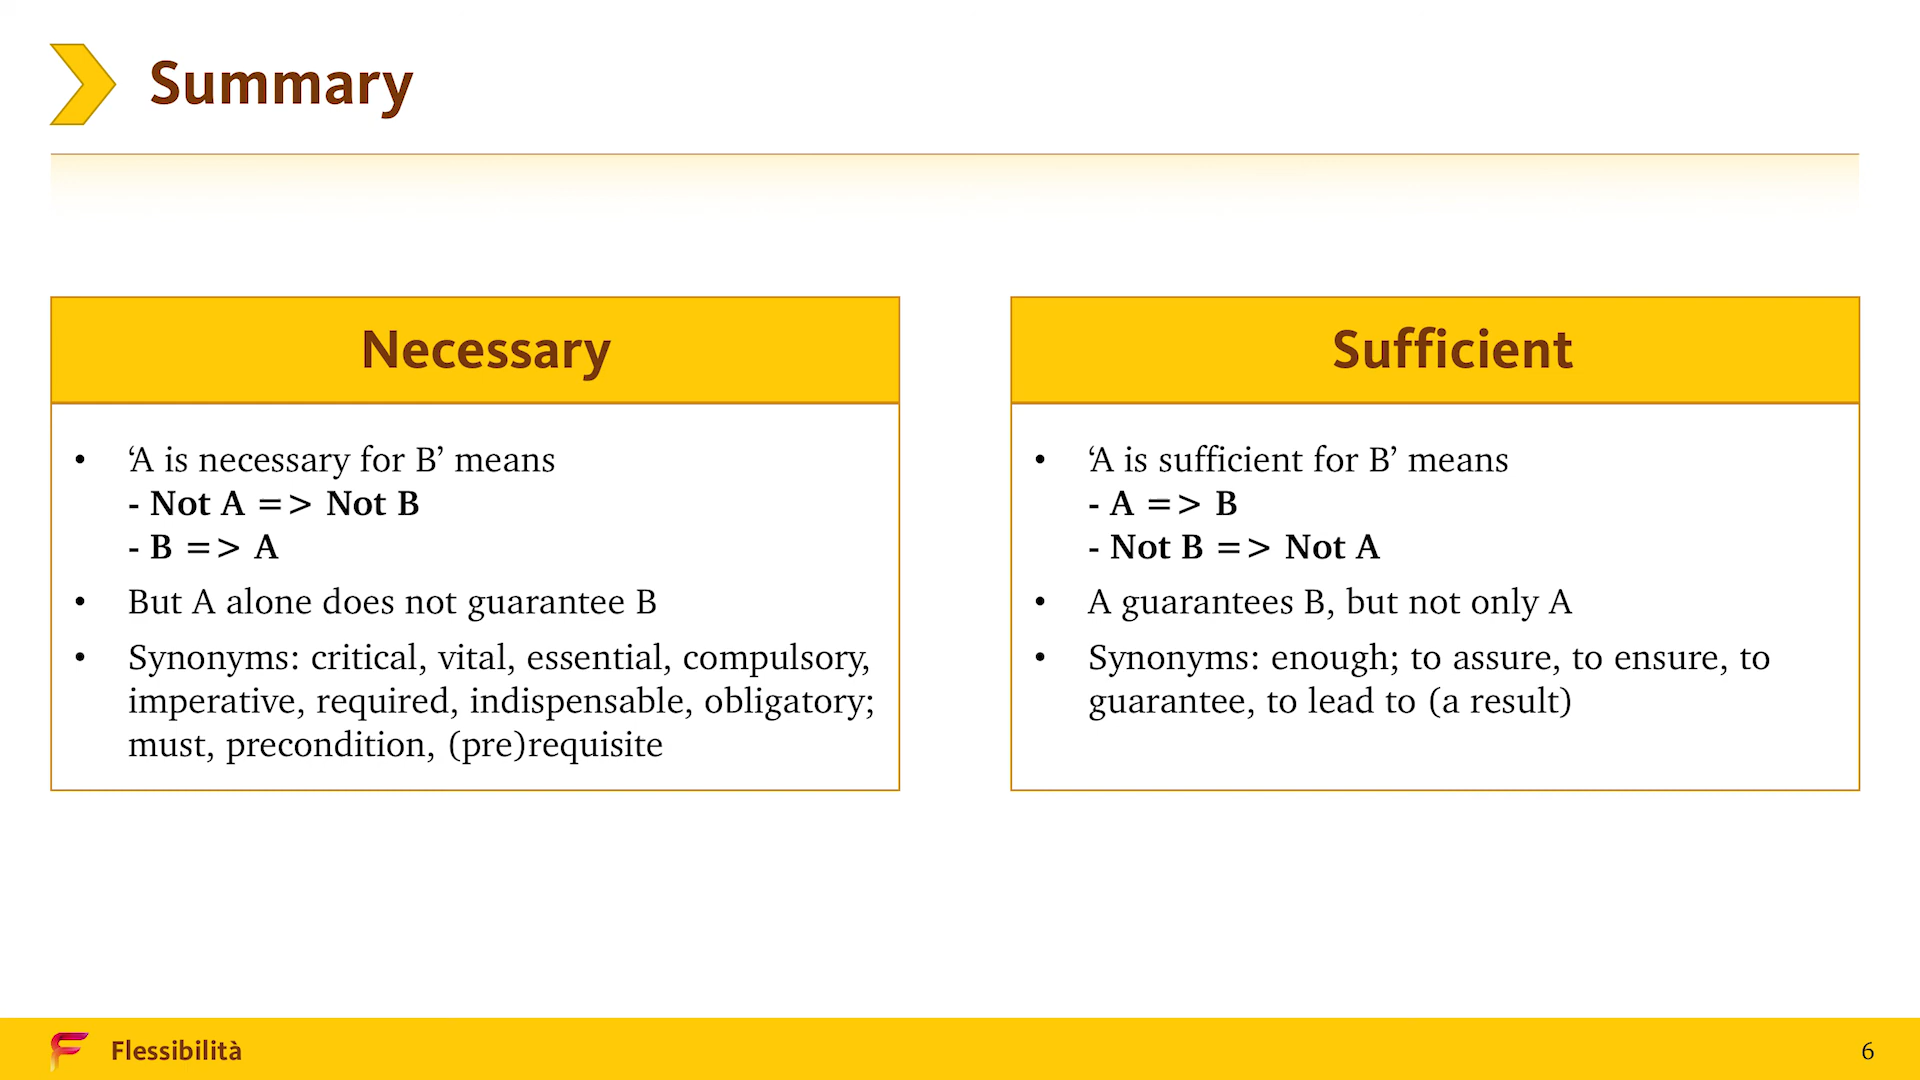 Summary
Necessary
• ‘A is necessary for B’ means
- Not A => Not B
- B => A
• But A alone does not guarantee B
• Synonyms: critical, vital, essential, compulsory,
imperative, required, indispensable, obligatory;
must, precondition, (pre)requisite
Sufficient
• ‘A is sufficient for B’ means
- A => B
- Not B => Not A
• A guarantees B, but not only A
• Synonyms: enough; to assure, to ensure, to
guarantee, to lead to (a result)
Flessibilità
6